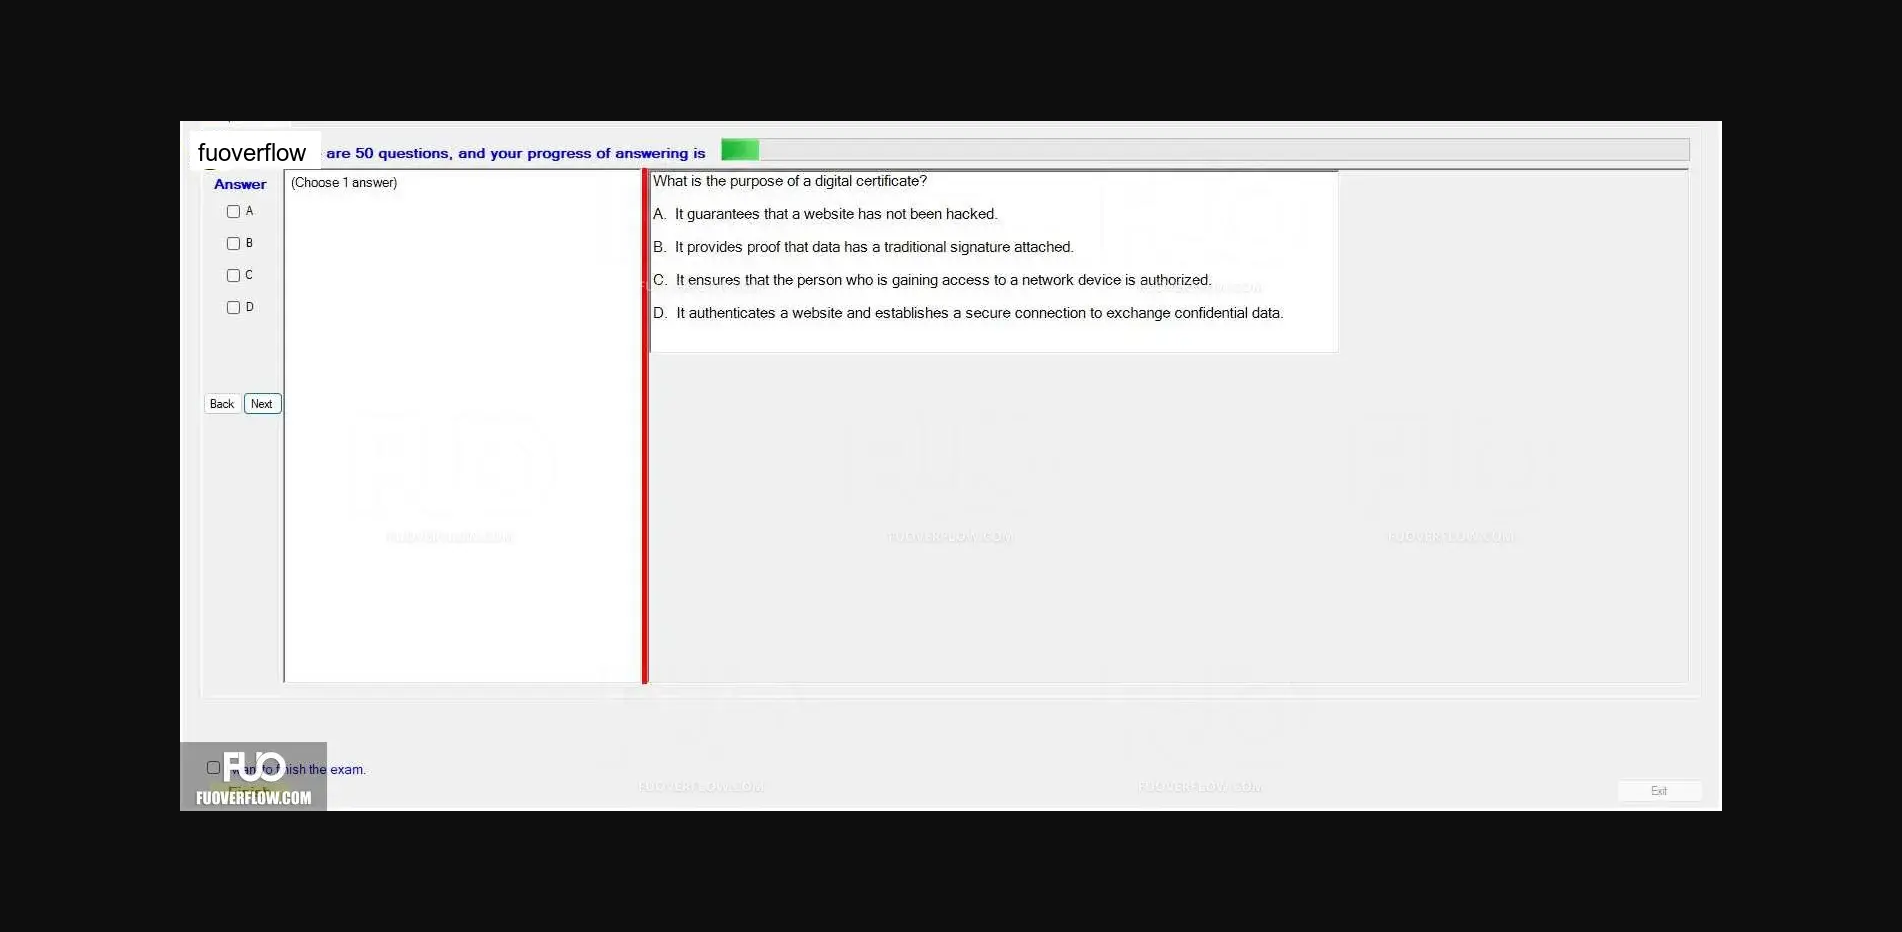 fuoverflow are 50 questions, and your progress of answering is
Answer
(Choose 1 answer)
A
B
C
D
Back Next
What is the purpose of a digital certificate?
A. It guarantees that a website has not been hacked.
B. It provides proof that data has a traditional signature attached.
C. It ensures that the person who is gaining access to a network device is authorized.
D. It authenticates a website and establishes a secure connection to exchange confidential data.
FUOVERFLOW.COM
FUOVERFLOW.COM
FUOVERFLOW.COM
FUO
to finish the exam.
Finish
FUOVERFLOW.COM
FUOVERFLOW.COM
FUOVERFLOW.COM
Exit